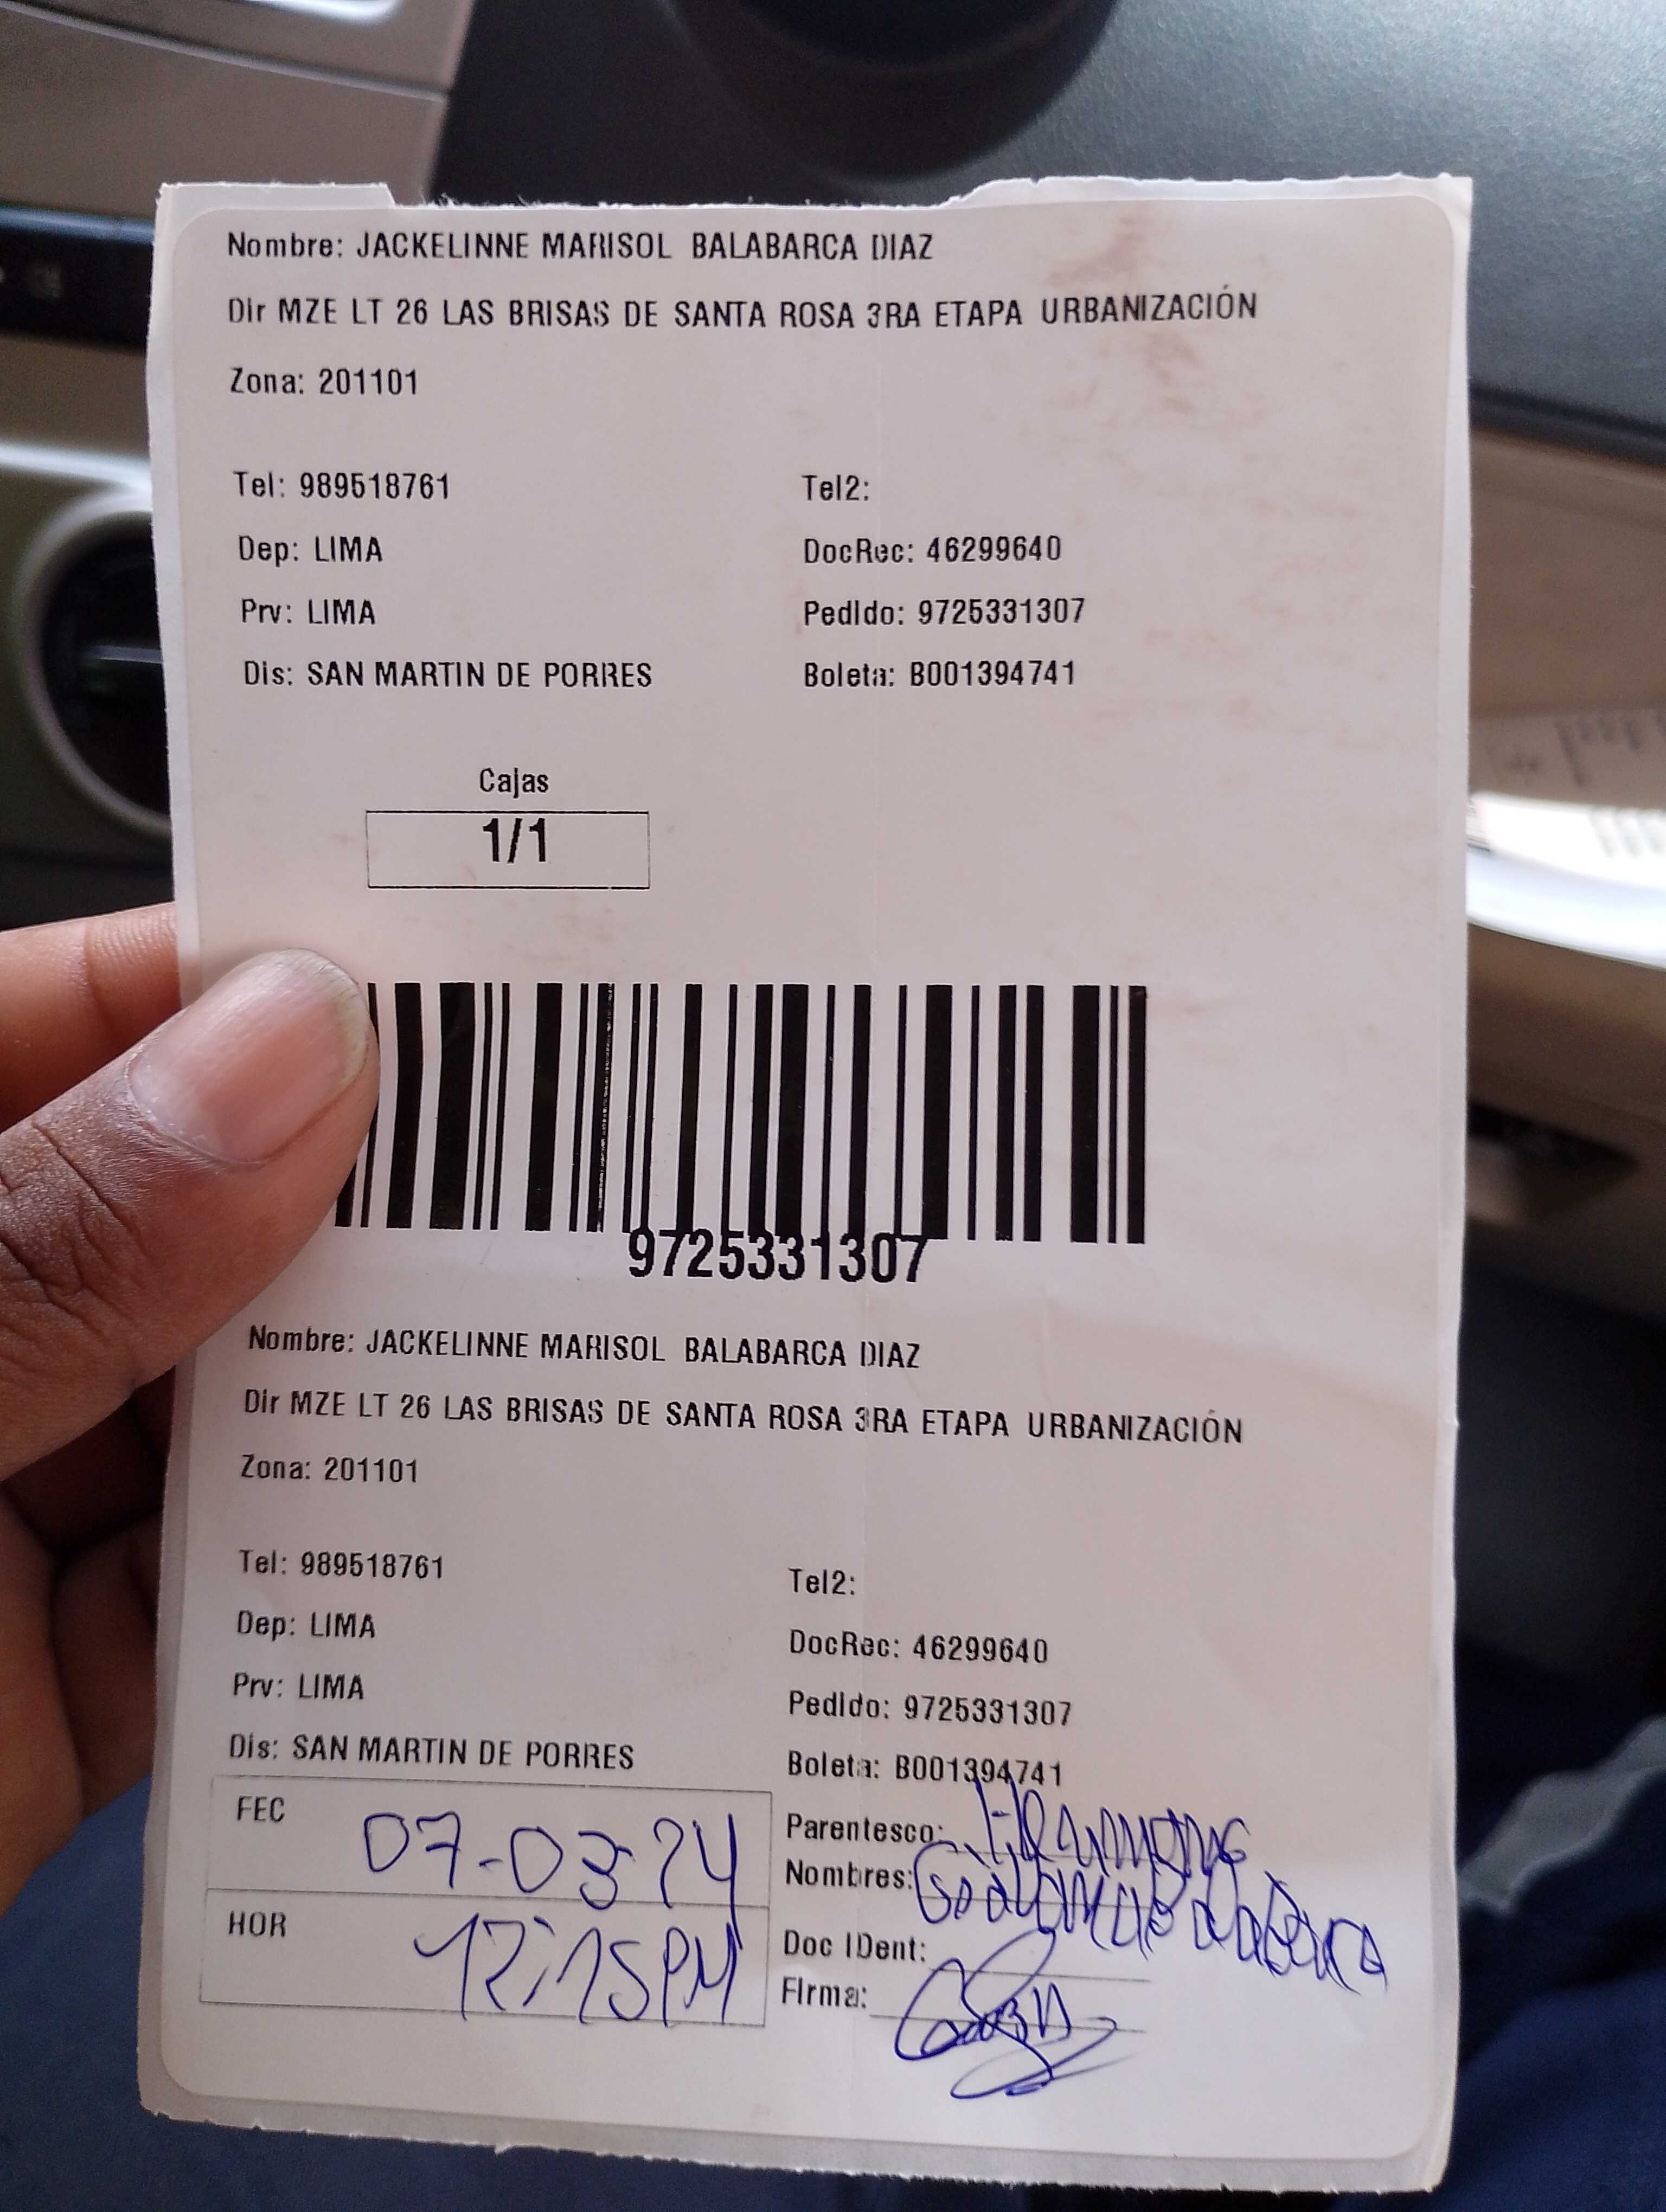 Nombre: JACKELINNE MARISOL BALABARCA DIAZ
Dir MZE LT 26 LAS BRISAS DE SANTA ROSA 3RA ETAPA URBANIZACIÓN
Zona: 201101
Tel: 989518761 Tel2:
Dep: LIMA DocRec: 46299640
Prv: LIMA Pedido: 9725331307
Dis: SAN MARTIN DE PORRES Boleta: B001394741
Cajas
1/1
9725331307
Nombre: JACKELINNE MARISOL BALABARCA DIAZ
Dir MZE LT 26 LAS BRISAS DE SANTA ROSA 3RA ETAPA URBANIZACIÓN
Zona: 201101
Tel: 989518761 Tel2:
Dep: LIMA DocRec: 46299640
Prv: LIMA Pedido: 9725331307
Dis: SAN MARTIN DE PORRES Boleta: B001394741
FEC 07-03-24 Parentesco:
Nombres: Balabarca
HOR 12:15 PM Doc IDent:
Firma: